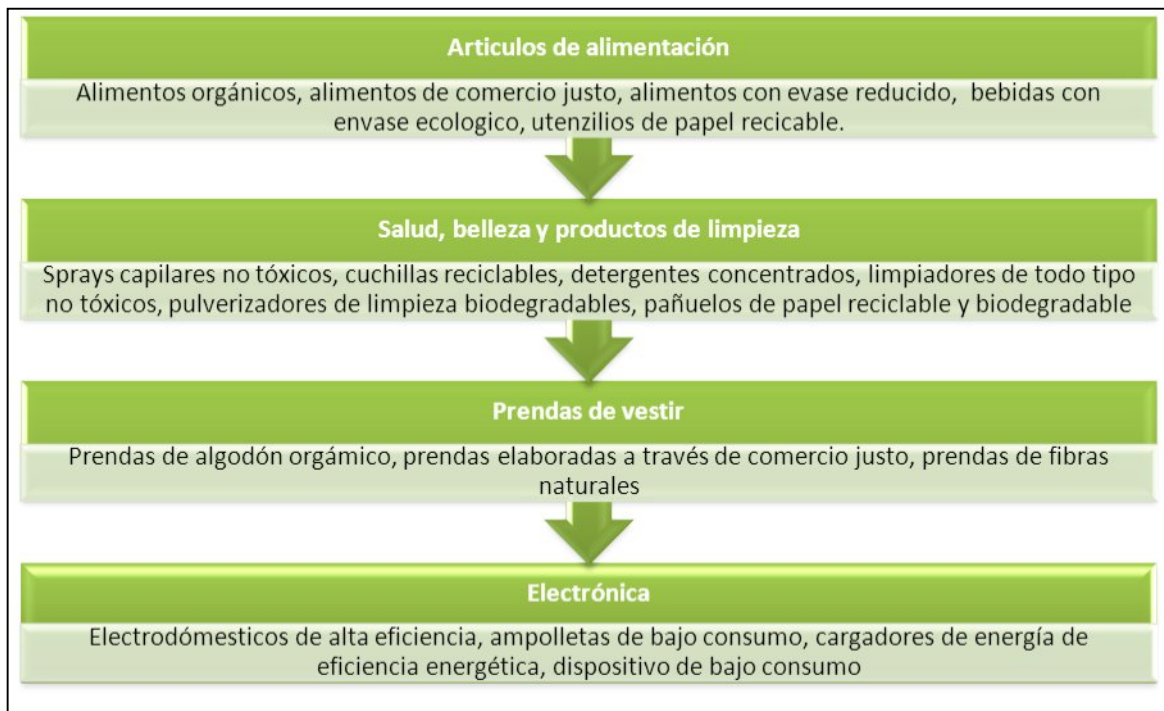 Articulos de alimentación
Alimentos orgánicos, alimentos de comercio justo, alimentos con evase reducido, bebidas con
envase ecologico, utenzilios de papel recicable.
Salud, belleza y productos de limpieza
Sprays capilares no tóxicos, cuchillas reciclables, detergentes concentrados, limpiadores de todo tipo
no tóxicos, pulverizadores de limpieza biodegradables, pañuelos de papel reciclable y biodegradable
Prendas de vestir
Prendas de algodón orgámico, prendas elaboradas a través de comercio justo, prendas de fibras
naturales
Electrónica
Electrodómesticos de alta eficiencia, ampolletas de bajo consumo, cargadores de energía de
eficiencia energética, dispositivo de bajo consumo